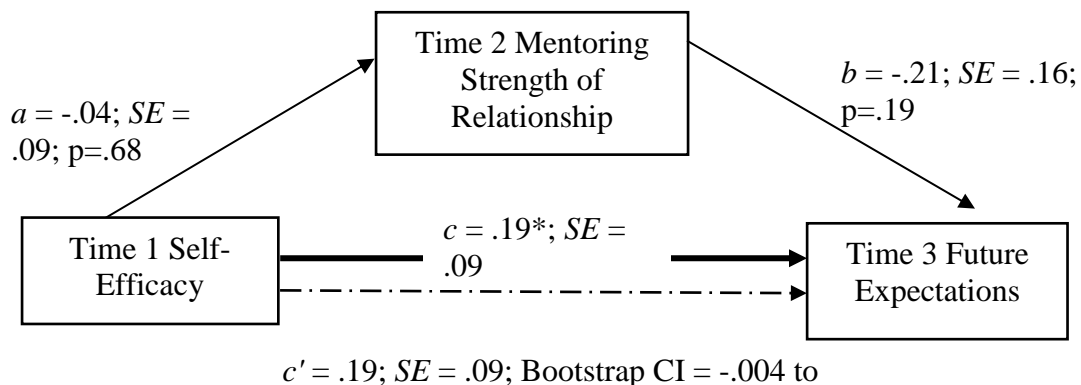 Time 2 Mentoring
Strength of
Relationship
a = -.04; SE =
.09; p=.68
b = -.21; SE = .16;
p=.19
Time 1 Self-
Efficacy
c = .19*; SE =
.09
Time 3 Future
Expectations
c' = .19; SE = .09; Bootstrap CI = -.004 to